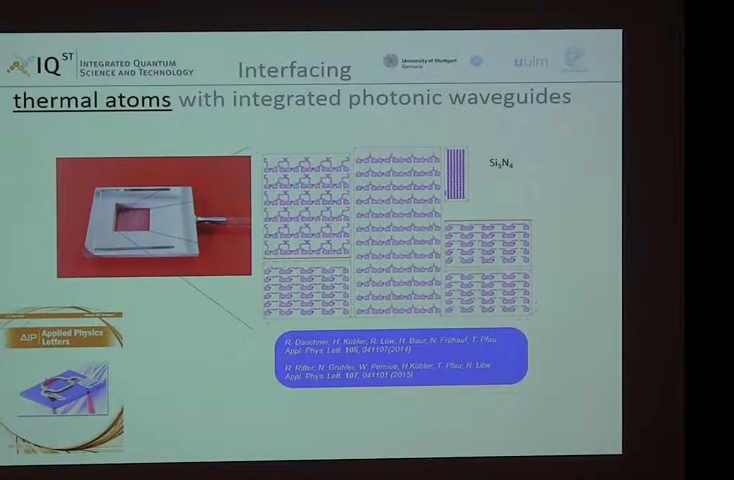 IQST
INTEGRATED QUANTUM
SCIENCE AND TECHNOLOGY
University of Stuttgart
Germany
uulm
Interfacing
thermal atoms with integrated photonic waveguides
Si3N4
AIP Applied Physics
Letters
R. Daschner, H. Kübler, R. Löw, H. Baur, N. Frühauf, T. Pfau
Appl. Phys. Lett. 105, 041107(2014)
R. Ritter, N. Gruhler, W. Pernice, H.Kübler, T. Pfau, R. Löw
Appl. Phys. Lett. 107, 041101 (2015)